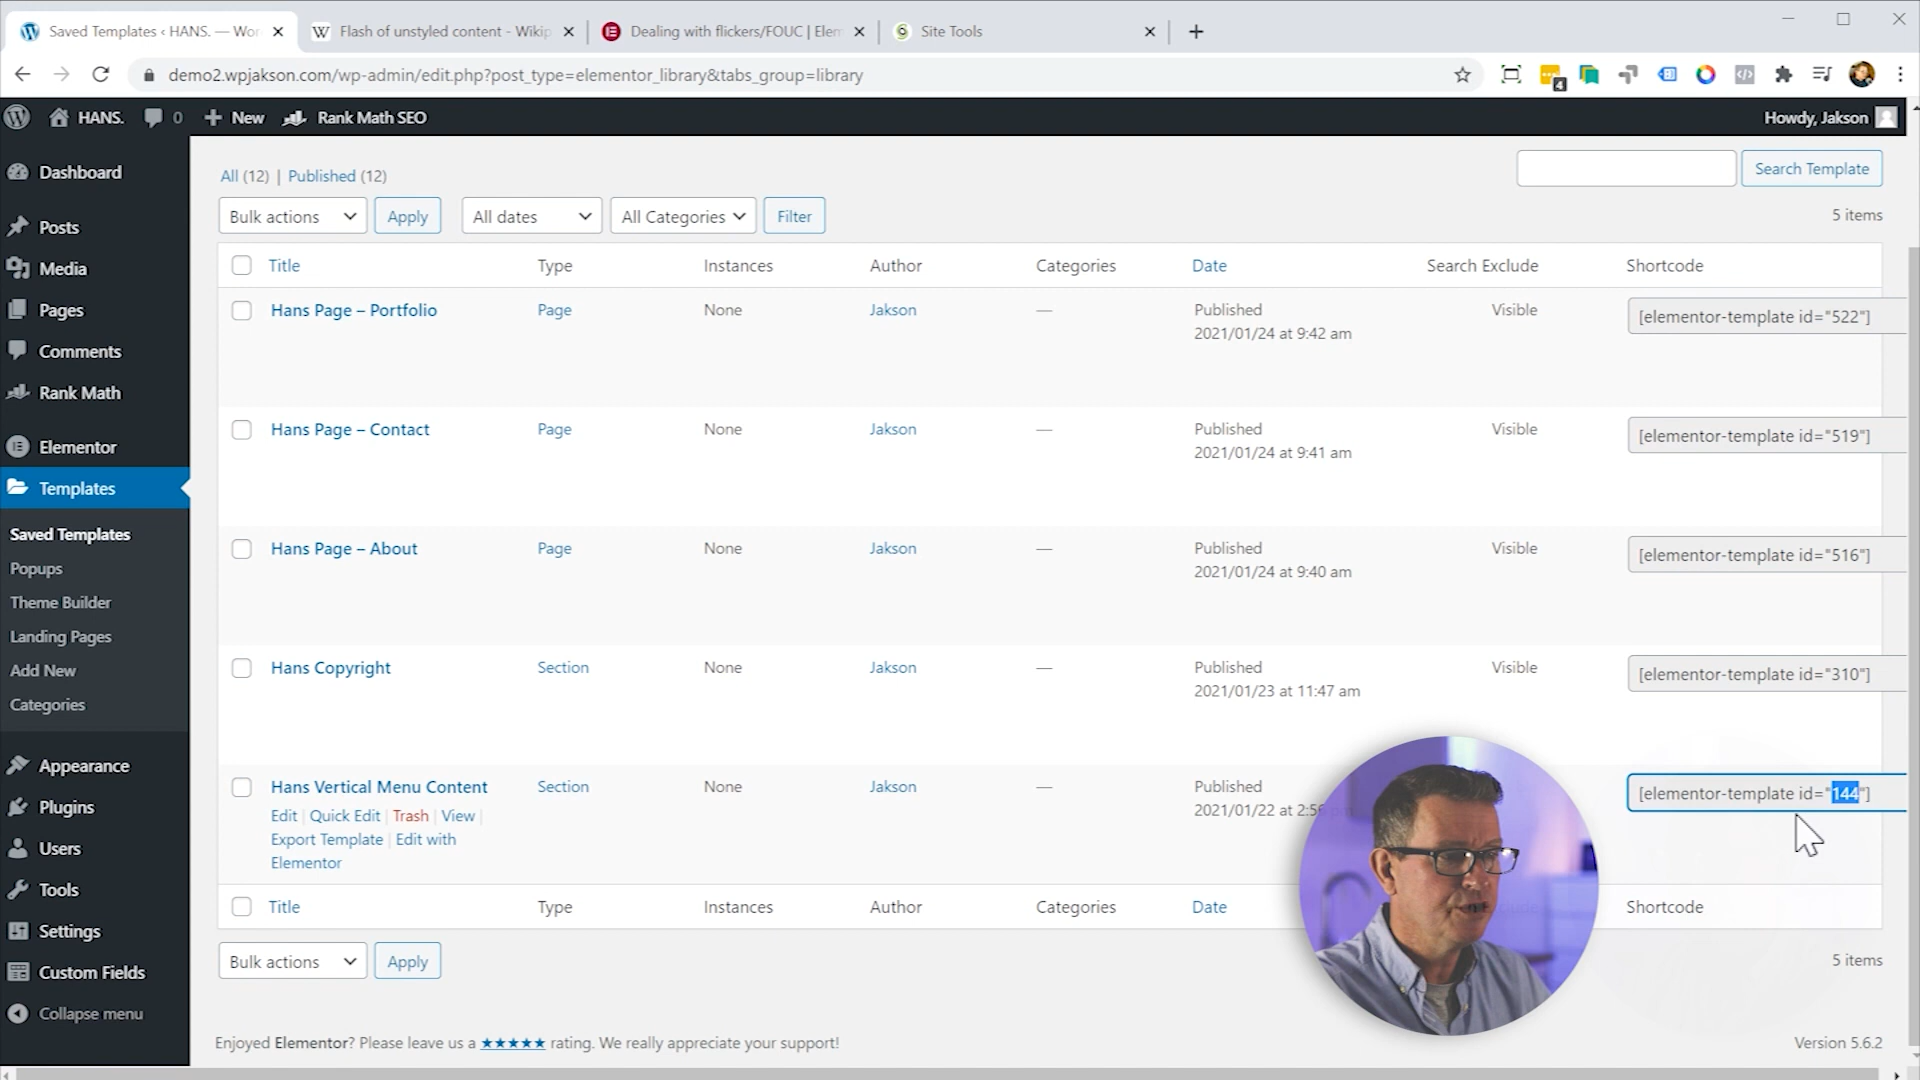 Saved Templates ‹ HANS. — Wor
Flash of unstyled content - Wikip
Dealing with flickers/FOUC | Elem
Site Tools
demo2.wpjakson.com/wp-admin/edit.php?post_type=elementor_library&tabs_group=library
4
HANS.
0
New
Rank Math SEO
Howdy, Jakson
Dashboard
Posts
Media
Pages
Comments
Rank Math
Elementor
Templates
Saved Templates
Popups
Theme Builder
Landing Pages
Add New
Categories
Appearance
Plugins
Users
Tools
Settings
Custom Fields
Collapse menu
All (12) | Published (12)
Search Template
Bulk actions
Apply
All dates
All Categories
Filter
5 items
Title Type Instances Author Categories Date Search Exclude Shortcode
Hans Page – Portfolio Page None Jakson — Published Visible [elementor-template id="522"]
2021/01/24 at 9:42 am
Hans Page – Contact Page None Jakson — Published Visible [elementor-template id="519"]
2021/01/24 at 9:41 am
Hans Page – About Page None Jakson — Published Visible [elementor-template id="516"]
2021/01/24 at 9:40 am
Hans Copyright Section None Jakson — Published Visible [elementor-template id="310"]
2021/01/23 at 11:47 am
Hans Vertical Menu Content Section None Jakson — Published [elementor-template id="144"]
2021/01/22 at 2:56 pm
Edit | Quick Edit | Trash | View |
Export Template | Edit with
Elementor
Title Type Instances Author Categories Date Exclude Shortcode
Bulk actions
Apply
5 items
Enjoyed Elementor? Please leave us a ★★★★★ rating. We really appreciate your support!
Version 5.6.2